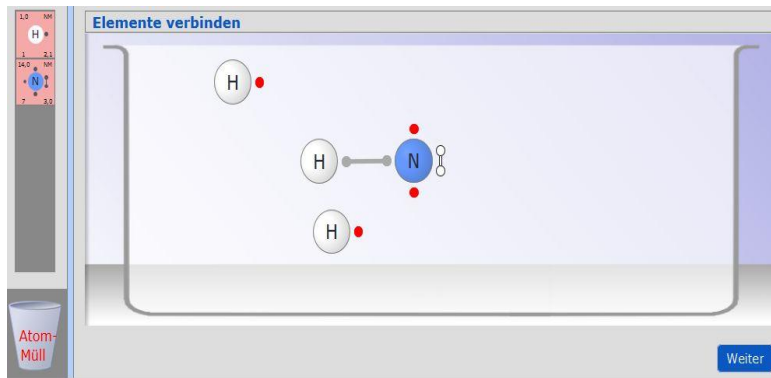 1,0 NM
H
1 2,1
14,0 NM
N
7 3,0
Elemente verbinden
H
H N
H
Atom-
Müll
Weiter